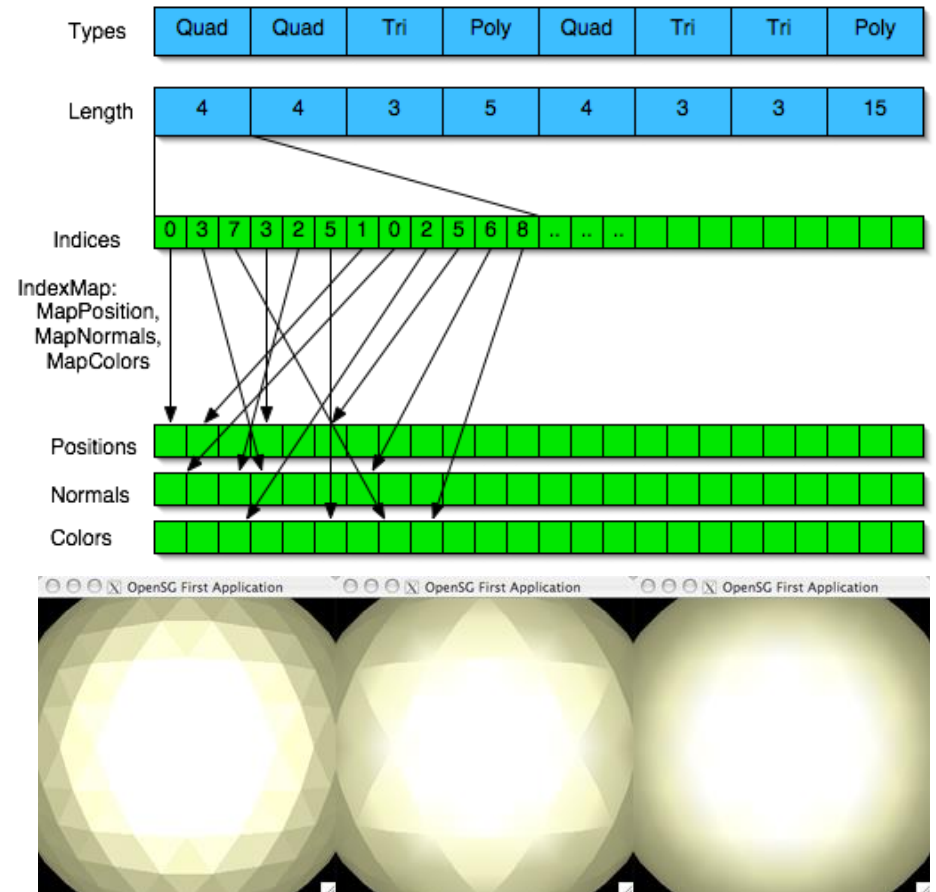 Types Quad Quad Tri Poly Quad Tri Tri Poly
Length 4 4 3 5 4 3 3 15
Indices 0 3 7 3 2 5 1 0 2 5 6 8 .. .. ..
IndexMap:
MapPosition,
MapNormals,
MapColors
Positions
Normals
Colors
X OpenSG First Application X OpenSG First Application X OpenSG First Application